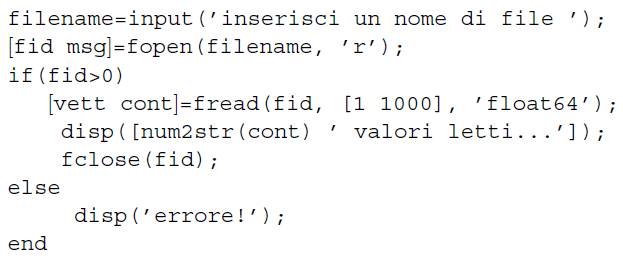 filename=input(’inserisci un nome di file ’);
[fid msg]=fopen(filename, ’r’);
if(fid>0)
[vett cont]=fread(fid, [1 1000], ’float64’);
disp([num2str(cont) ’ valori letti...’]);
fclose(fid);
else
disp(’errore!’);
end